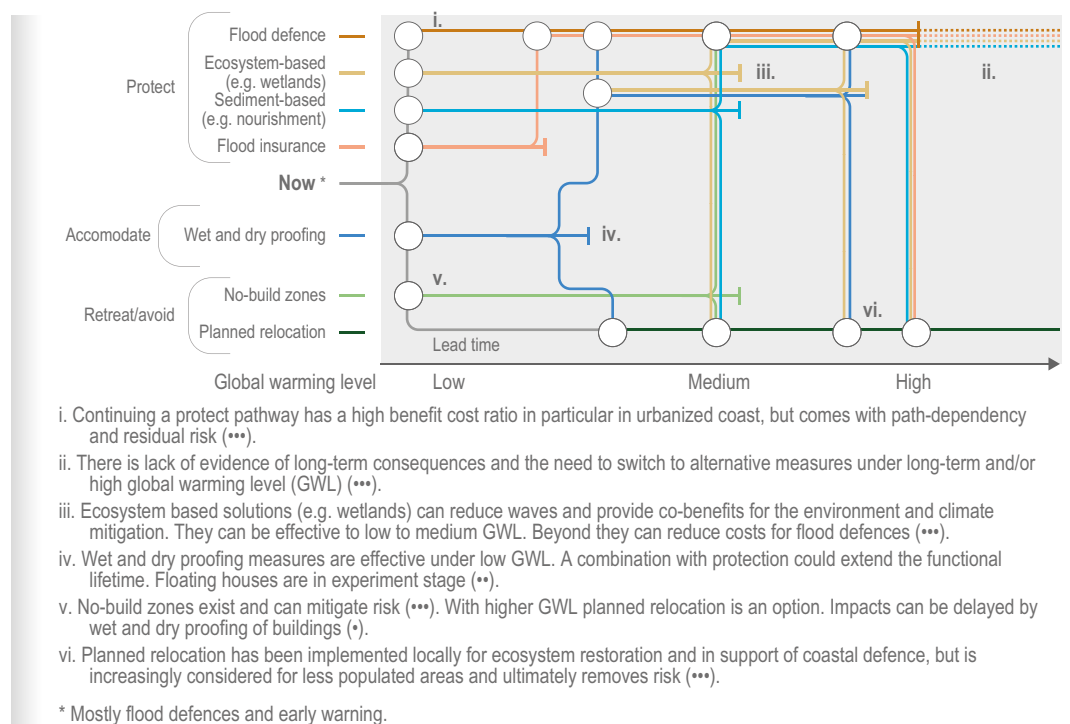 i.
Flood defence
Ecosystem-based
(e.g. wetlands)
iii.
ii.
Protect
Sediment-based
(e.g. nourishment)
Flood insurance
Now *
Accomodate
Wet and dry proofing
iv.
v.
No-build zones
Retreat/avoid
vi.
Planned relocation
Lead time
Global warming level
Low
Medium
High
i. Continuing a protect pathway has a high benefit cost ratio in particular in urbanized coast, but comes with path-dependency
and residual risk (•••).
ii. There is lack of evidence of long-term consequences and the need to switch to alternative measures under long-term and/or
high global warming level (GWL) (•••).
iii. Ecosystem based solutions (e.g. wetlands) can reduce waves and provide co-benefits for the environment and climate
mitigation. They can be effective to low to medium GWL. Beyond they can reduce costs for flood defences (•••).
iv. Wet and dry proofing measures are effective under low GWL. A combination with protection could extend the functional
lifetime. Floating houses are in experiment stage (••).
v. No-build zones exist and can mitigate risk (•••). With higher GWL planned relocation is an option. Impacts can be delayed by
wet and dry proofing of buildings (•).
vi. Planned relocation has been implemented locally for ecosystem restoration and in support of coastal defence, but is
increasingly considered for less populated areas and ultimately removes risk (•••).
* Mostly flood defences and early warning.